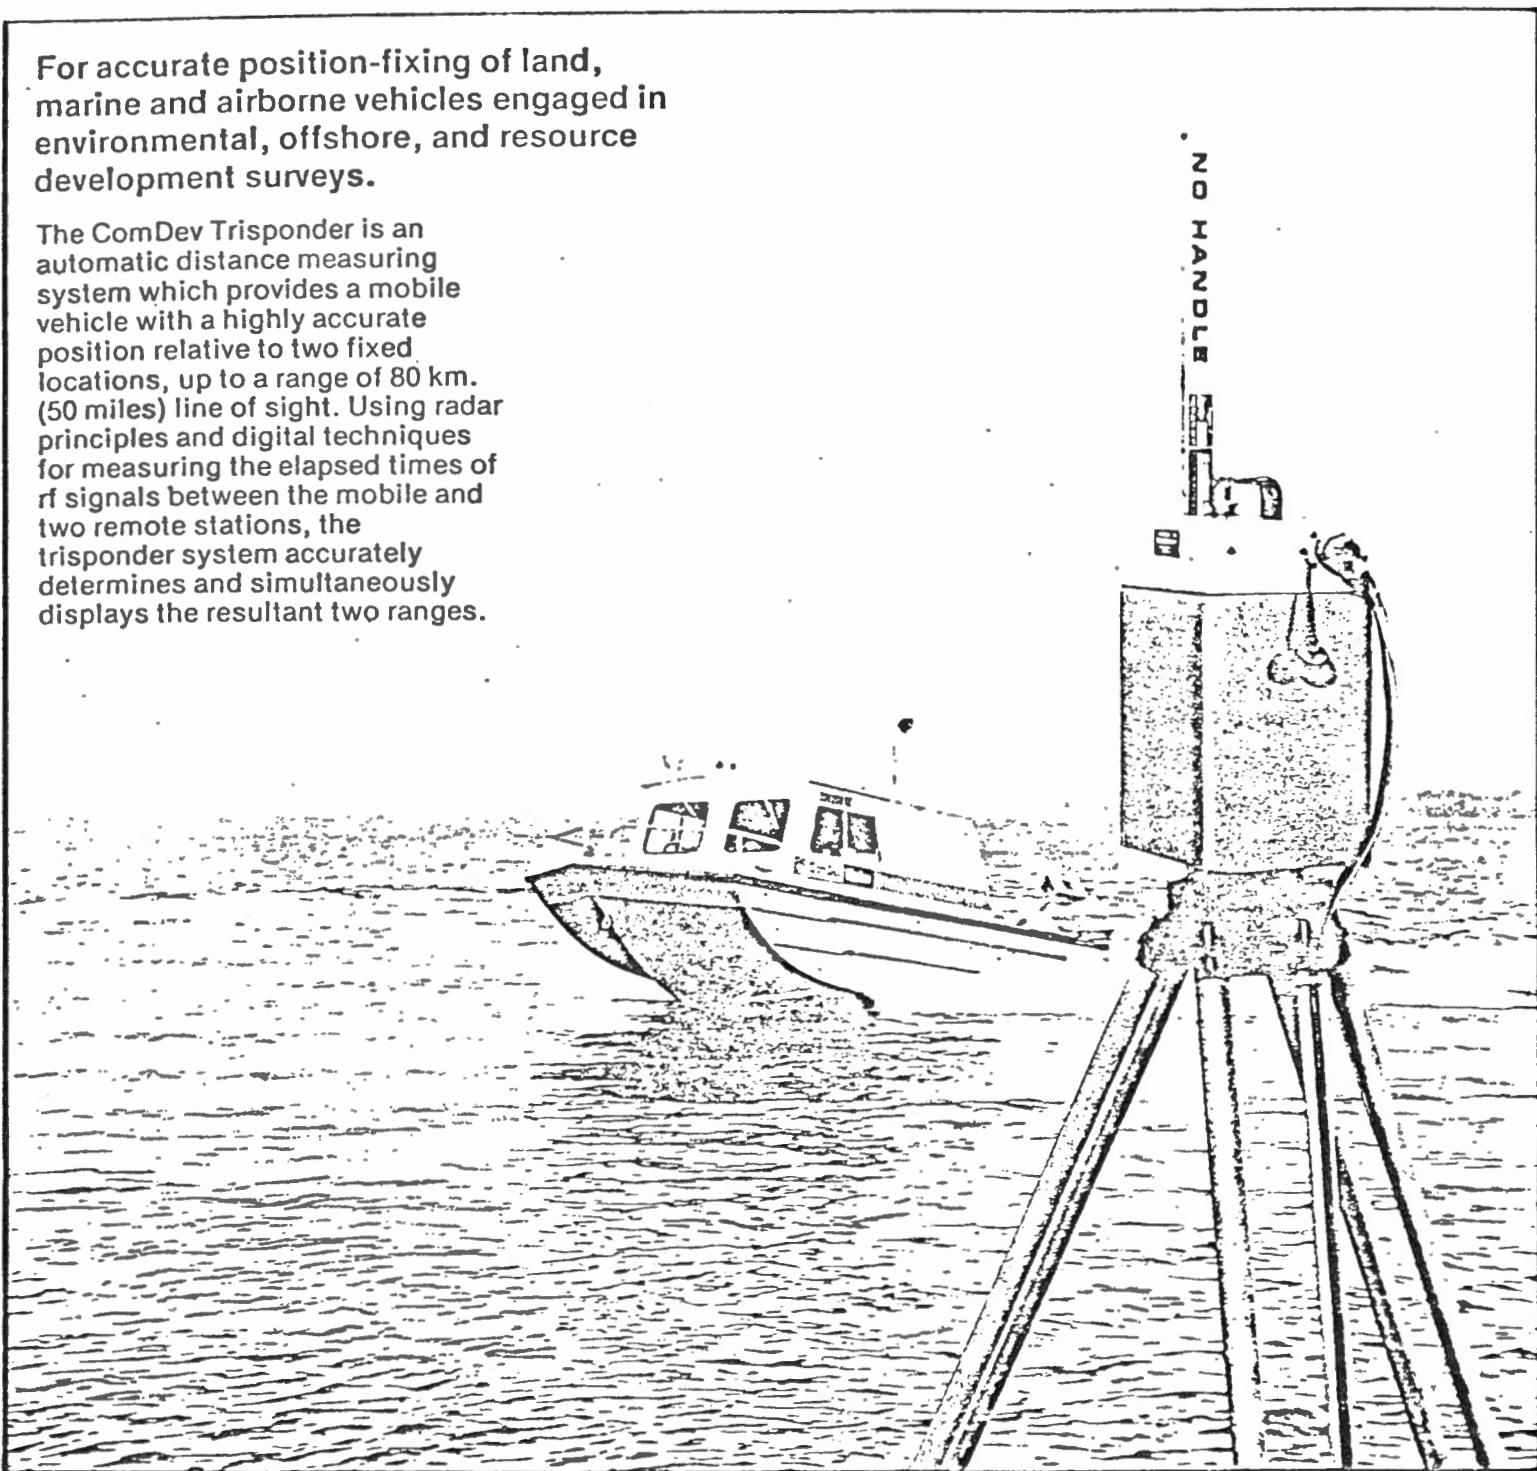 For accurate position-fixing of land,
marine and airborne vehicles engaged in
environmental, offshore, and resource
development surveys.
The ComDev Trisponder is an
automatic distance measuring
system which provides a mobile
vehicle with a highly accurate
position relative to two fixed
locations, up to a range of 80 km.
(50 miles) line of sight. Using radar
principles and digital techniques
for measuring the elapsed times of
rf signals between the mobile and
two remote stations, the
trisponder system accurately
determines and simultaneously
displays the resultant two ranges.
NO HANDLE